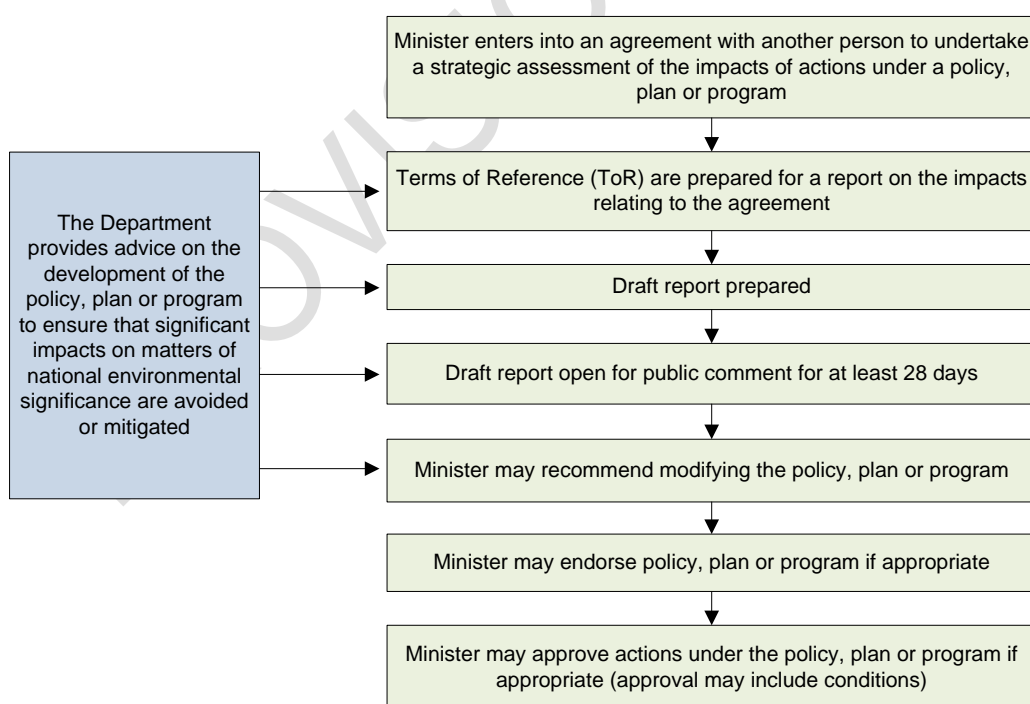 Minister enters into an agreement with another person to undertake
a strategic assessment of the impacts of actions under a policy,
plan or program
The Department
provides advice on the
development of the
policy, plan or program
to ensure that significant
impacts on matters of
national environmental
significance are avoided
or mitigated
Terms of Reference (ToR) are prepared for a report on the impacts
relating to the agreement
Draft report prepared
Draft report open for public comment for at least 28 days
Minister may recommend modifying the policy, plan or program
Minister may endorse policy, plan or program if appropriate
Minister may approve actions under the policy, plan or program if
appropriate (approval may include conditions)